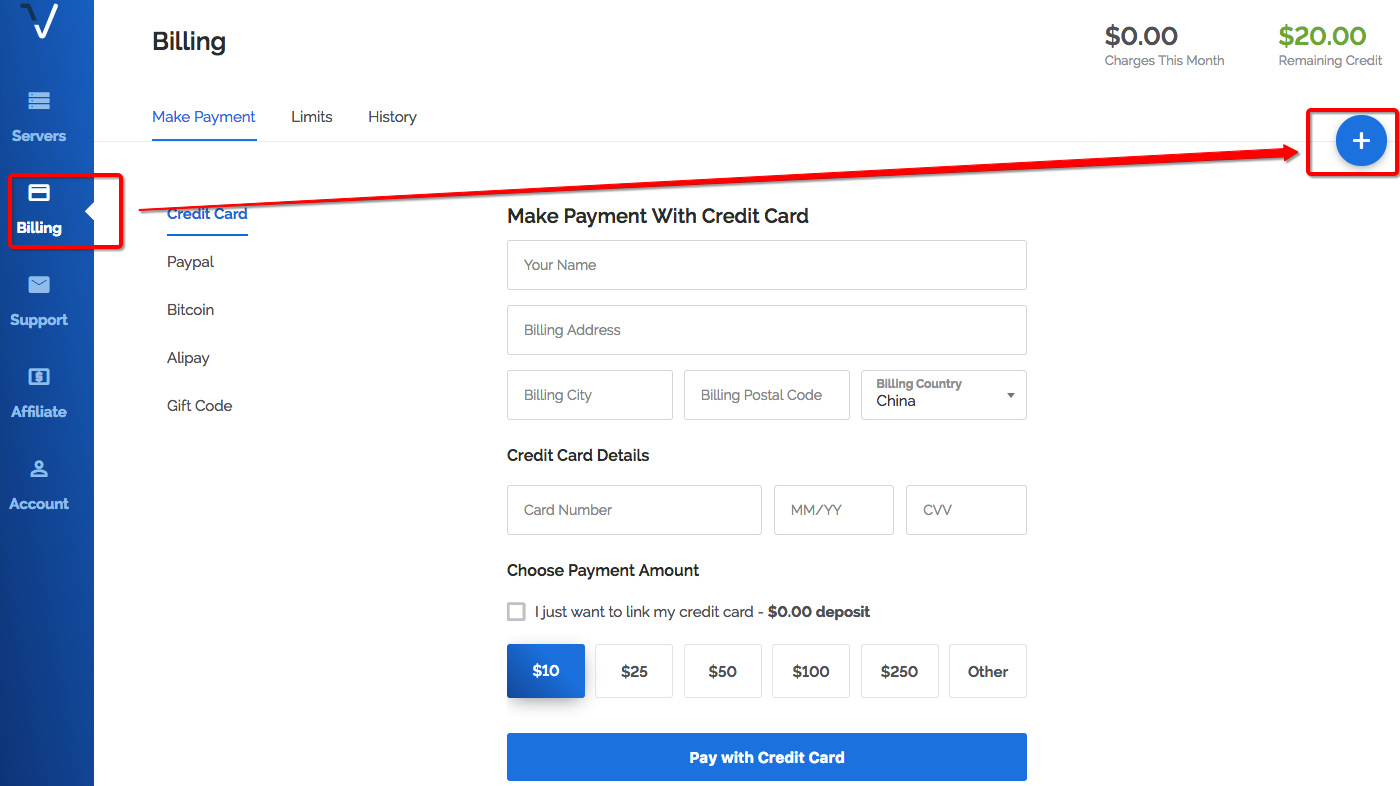 Billing
$0.00
Charges This Month
$20.00
Remaining Credit
Make Payment
Limits
History
+
Servers
Billing
Support
Affiliate
Account
Credit Card
Paypal
Bitcoin
Alipay
Gift Code
Make Payment With Credit Card
Your Name
Billing Address
Billing City
Billing Postal Code
Billing Country
China
Credit Card Details
Card Number
MM/YY
CVV
Choose Payment Amount
I just want to link my credit card - $0.00 deposit
$10
$25
$50
$100
$250
Other
Pay with Credit Card